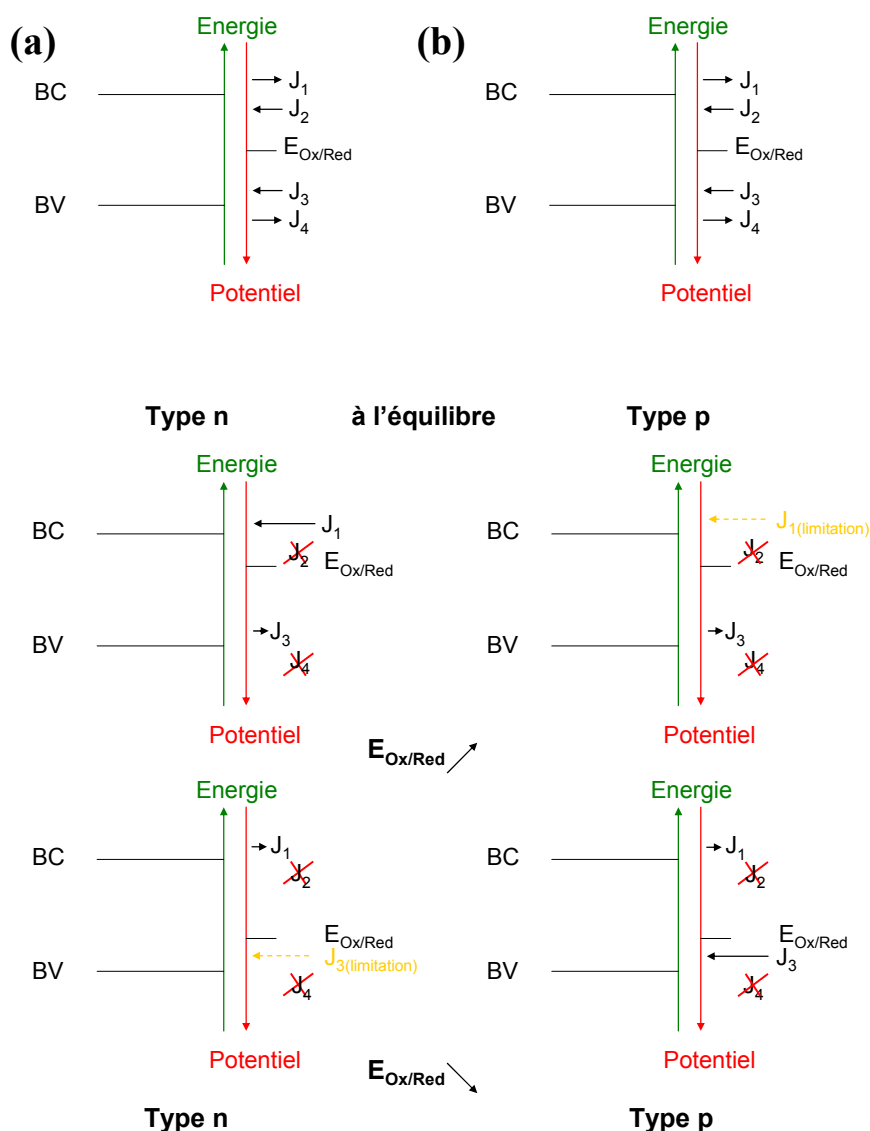 (a) Energie (b) Energie
J1 J1
BC BC
J2 J2
EOx/Red EOx/Red
BV J3 BV J3
J4 J4
Potentiel Potentiel
Type n à l'équilibre Type p
Energie Energie
BC J1 BC J1(limitation)
J2 J2
EOx/Red EOx/Red
BV J3 BV J3
J4 J4
Potentiel Potentiel
EOx/Red
Energie Energie
BC J1 BC J1
J2 J2
EOx/Red EOx/Red
BV J3(limitation) BV J3
J4 J4
Potentiel Potentiel
EOx/Red
Type n Type p